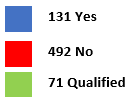 131 Yes
492 No
71 Qualified